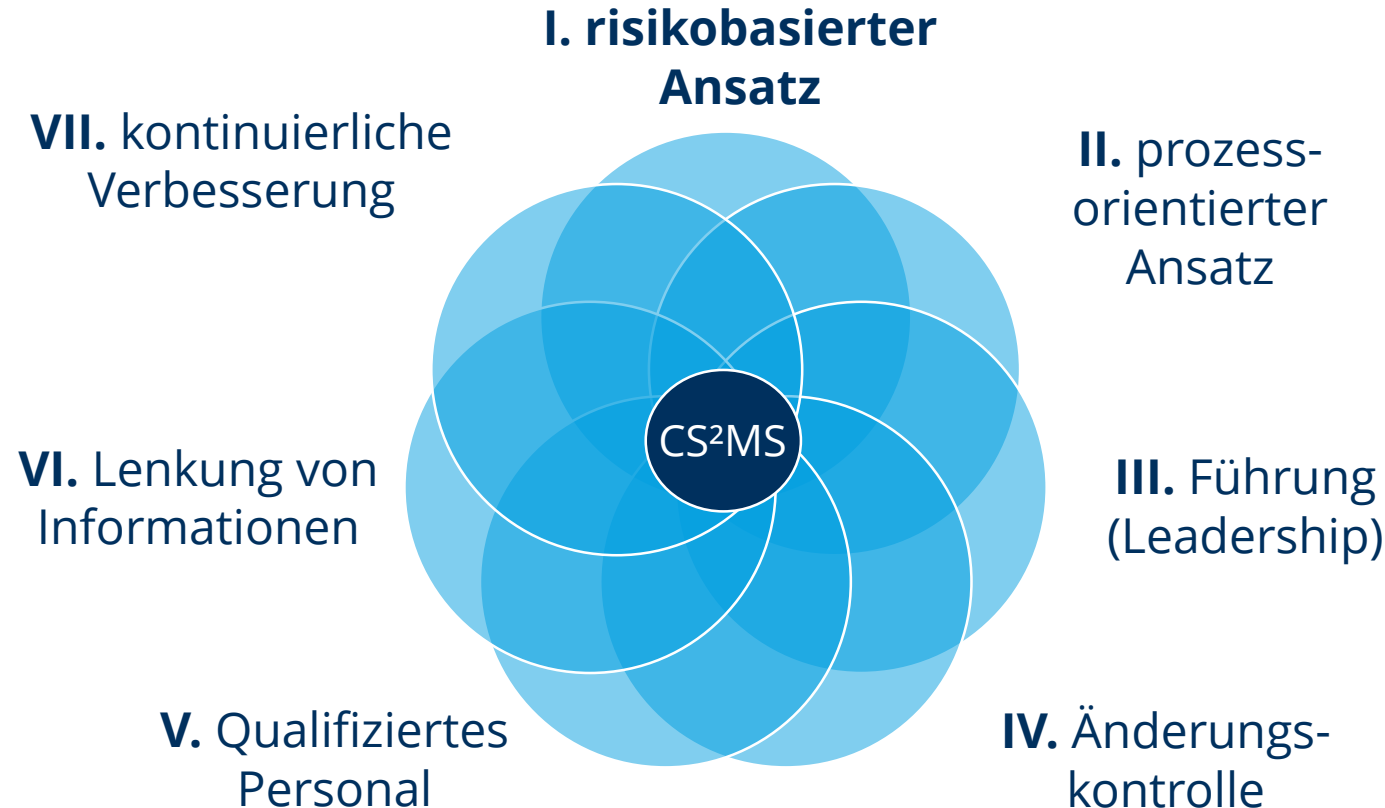 I. risikobasierter
Ansatz
II. prozess-
orientierter
Ansatz
III. Führung
(Leadership)
IV. Änderungs-
kontrolle
V. Qualifiziertes
Personal
VI. Lenkung von
Informationen
VII. kontinuierliche
Verbesserung
CS²MS